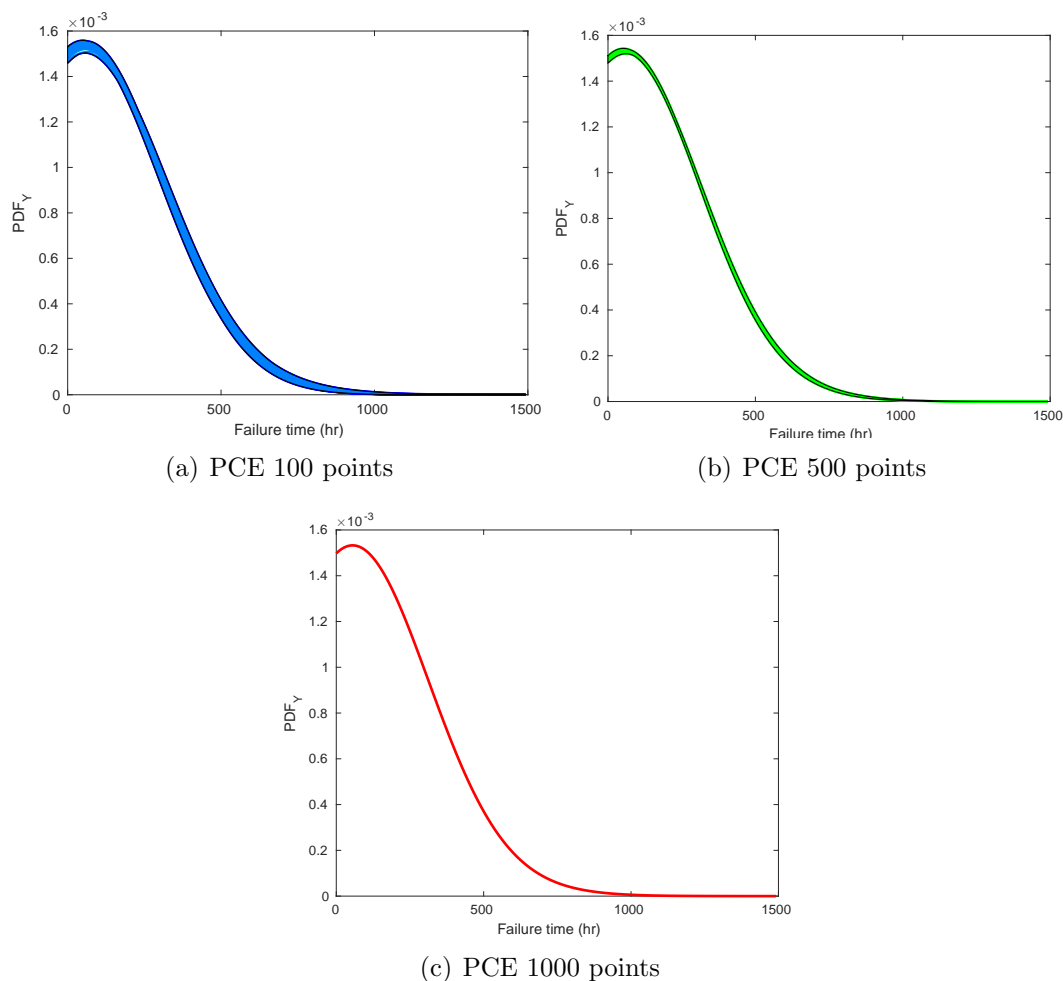 ×10⁻³
1.6
1.4
1.2
1
0.8
0.6
0.4
0.2
0
PDF_Y
0 500 1000 1500
Failure time (hr)
(a) PCE 100 points
1.6 ×10⁻³
1.4
1.2
1
0.8
0.6
0.4
0.2
0
PDF_Y
0 500 1000 1500
Failure time (hr)
(b) PCE 500 points
1.6 ×10⁻³
1.4
1.2
1
0.8
0.6
0.4
0.2
0
PDF_Y
0 500 1000 1500
Failure time (hr)
(c) PCE 1000 points